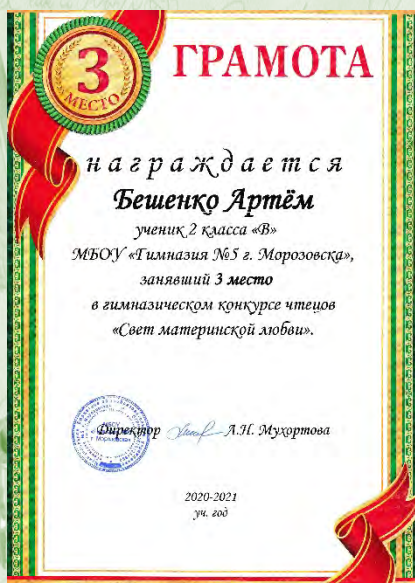 3
МЕСТО
ГРАМОТА
награждается
Бешенко Артём
ученик 2 класса «В»
МБОУ «Гимназия №5 г. Морозовска»,
занявший 3 место
в гимназическом конкурсе чтецов
«Свет материнской любви».
Директор А.Н. Мухортова
2020-2021
уч. год